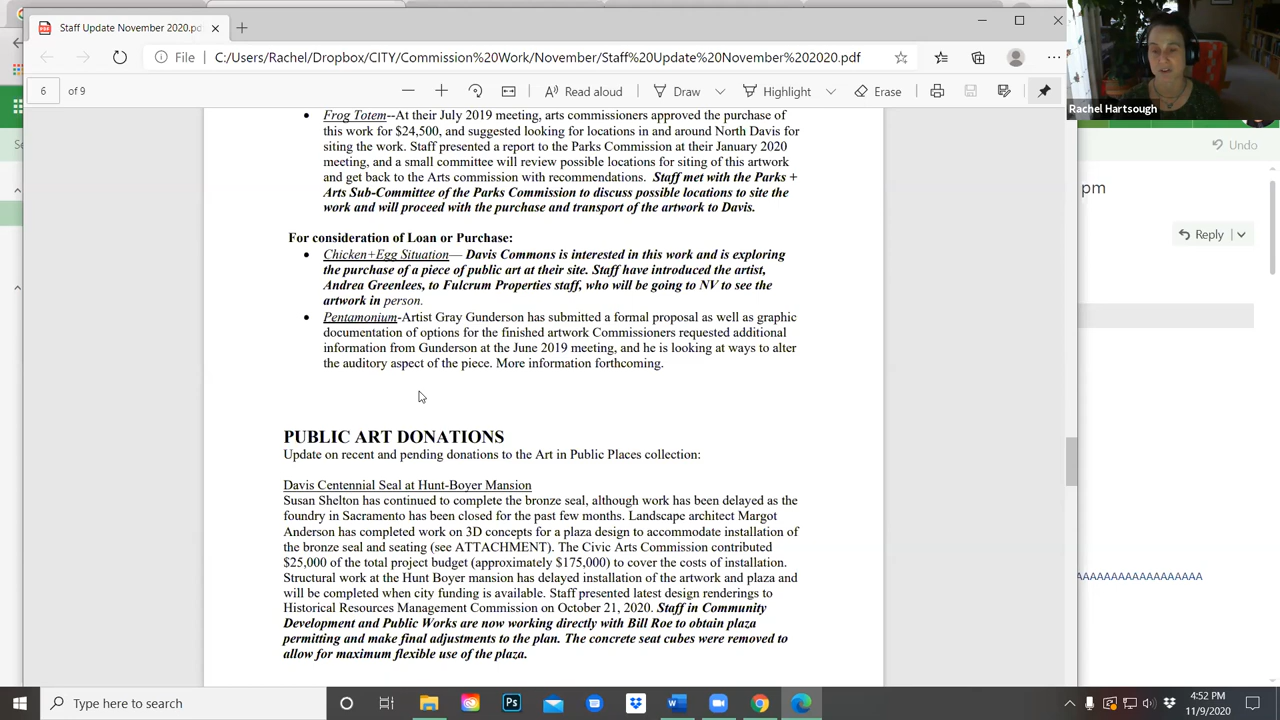 Staff Update November 2020.pd
File C:/Users/Rachel/Dropbox/CITY/Commission%20Work/November/Staff%20Update%20November%202020.pdf
6 of 9 Read aloud Draw Highlight Erase
Rachel Hartsough
Undo
pm
Reply
Frog Totem--At their July 2019 meeting, arts commissioners approved the purchase of
this work for $24,500, and suggested looking for locations in and around North Davis for
siting the work. Staff presented a report to the Parks Commission at their January 2020
meeting, and a small committee will review possible locations for siting of this artwork
and get back to the Arts commission with recommendations. Staff met with the Parks +
Arts Sub-Committee of the Parks Commission to discuss possible locations to site the
work and will proceed with the purchase and transport of the artwork to Davis.
For consideration of Loan or Purchase:
Chicken+Egg Situation— Davis Commons is interested in this work and is exploring
the purchase of a piece of public art at their site. Staff have introduced the artist,
Andrea Greenlees, to Fulcrum Properties staff, who will be going to NV to see the
artwork in person.
Pentamonium-Artist Gray Gunderson has submitted a formal proposal as well as graphic
documentation of options for the finished artwork Commissioners requested additional
information from Gunderson at the June 2019 meeting, and he is looking at ways to alter
the auditory aspect of the piece. More information forthcoming.
PUBLIC ART DONATIONS
Update on recent and pending donations to the Art in Public Places collection:
Davis Centennial Seal at Hunt-Boyer Mansion
Susan Shelton has continued to complete the bronze seal, although work has been delayed as the
foundry in Sacramento has been closed for the past few months. Landscape architect Margot
Anderson has completed work on 3D concepts for a plaza design to accommodate installation of
the bronze seal and seating (see ATTACHMENT). The Civic Arts Commission contributed
$25,000 of the total project budget (approximately $175,000) to cover the costs of installation.
Structural work at the Hunt Boyer mansion has delayed installation of the artwork and plaza and
will be completed when city funding is available. Staff presented latest design renderings to
Historical Resources Management Commission on October 21, 2020. Staff in Community
Development and Public Works are now working directly with Bill Roe to obtain plaza
permitting and make final adjustments to the plan. The concrete seat cubes were removed to
allow for maximum flexible use of the plaza.
Type here to search
4:52 PM
11/9/2020